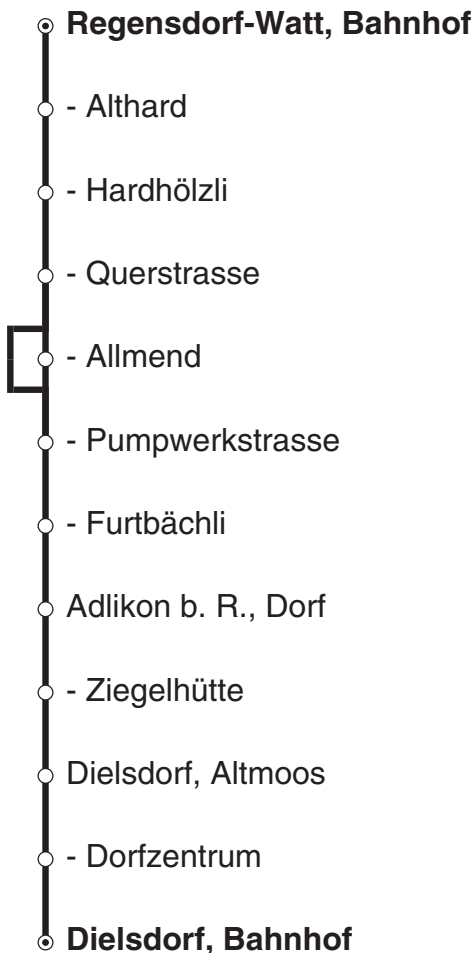 Regensdorf-Watt, Bahnhof
- Althard
- Hardhölzli
- Querstrasse
- Allmend
- Pumpwerkstrasse
- Furtbächli
Adlikon b. R., Dorf
- Ziegelhütte
Dielsdorf, Altmoos
- Dorfzentrum
Dielsdorf, Bahnhof